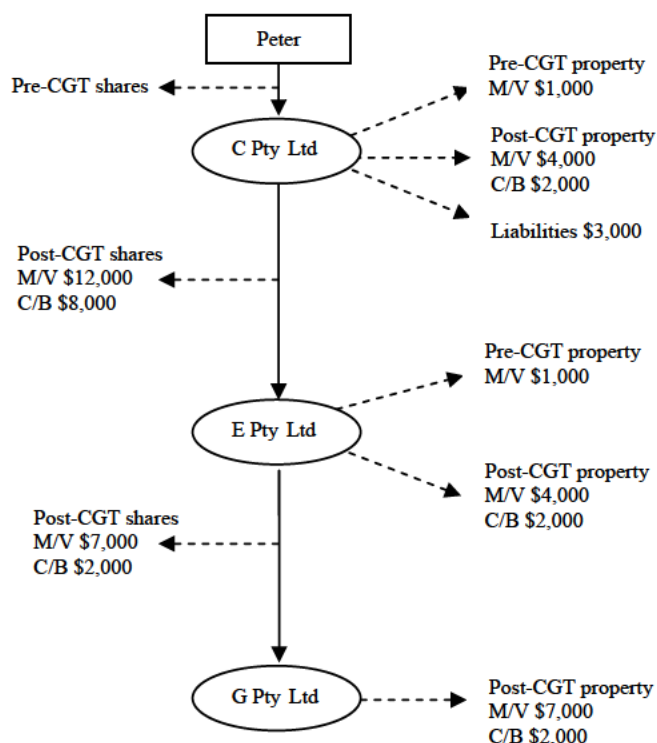 Peter
Pre-CGT shares
Pre-CGT property
M/V $1,000
C Pty Ltd
Post-CGT property
M/V $4,000
C/B $2,000
Liabilities $3,000
Post-CGT shares
M/V $12,000
C/B $8,000
Pre-CGT property
M/V $1,000
E Pty Ltd
Post-CGT property
M/V $4,000
C/B $2,000
Post-CGT shares
M/V $7,000
C/B $2,000
G Pty Ltd
Post-CGT property
M/V $7,000
C/B $2,000